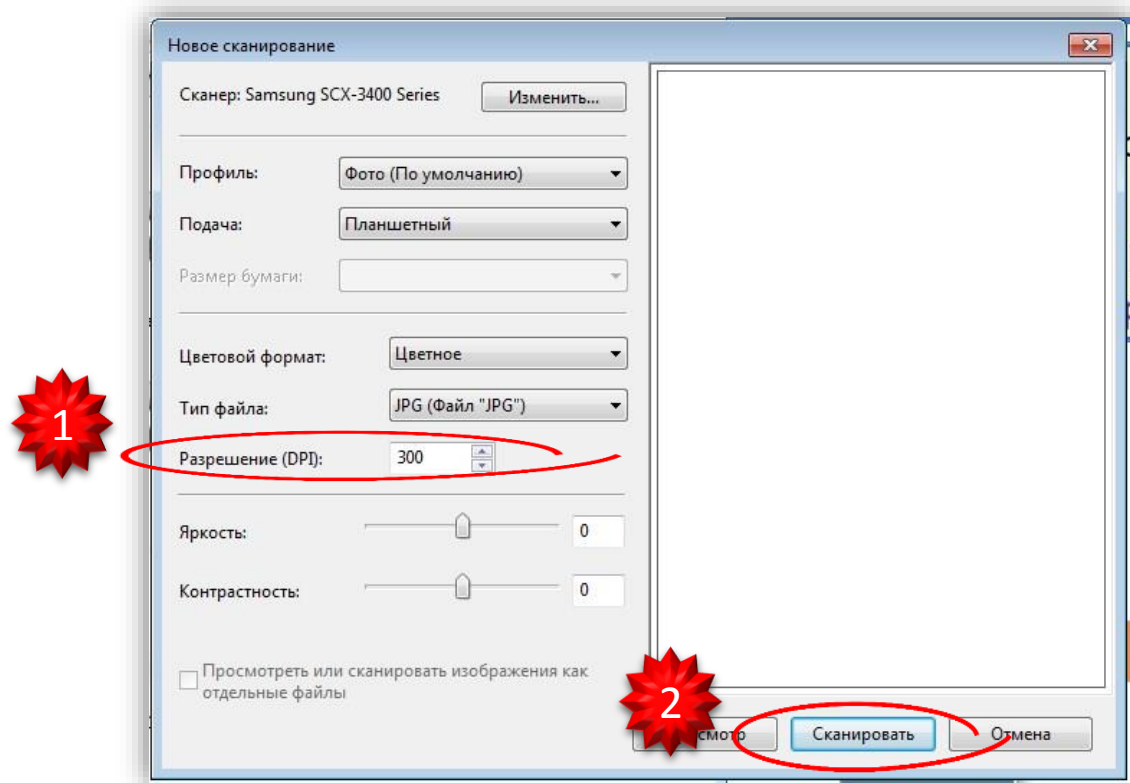 Новое сканирование
Сканер: Samsung SCX-3400 Series
Изменить...
Профиль:
Фото (По умолчанию)
Подача:
Планшетный
Размер бумаги:
Цветовой формат:
Цветное
Тип файла:
JPG (Файл "JPG")
1
Разрешение (DPI):
300
Яркость:
0
Контрастность:
0
Просмотреть или сканировать изображения как
отдельные файлы
2
Сканировать
Отмена